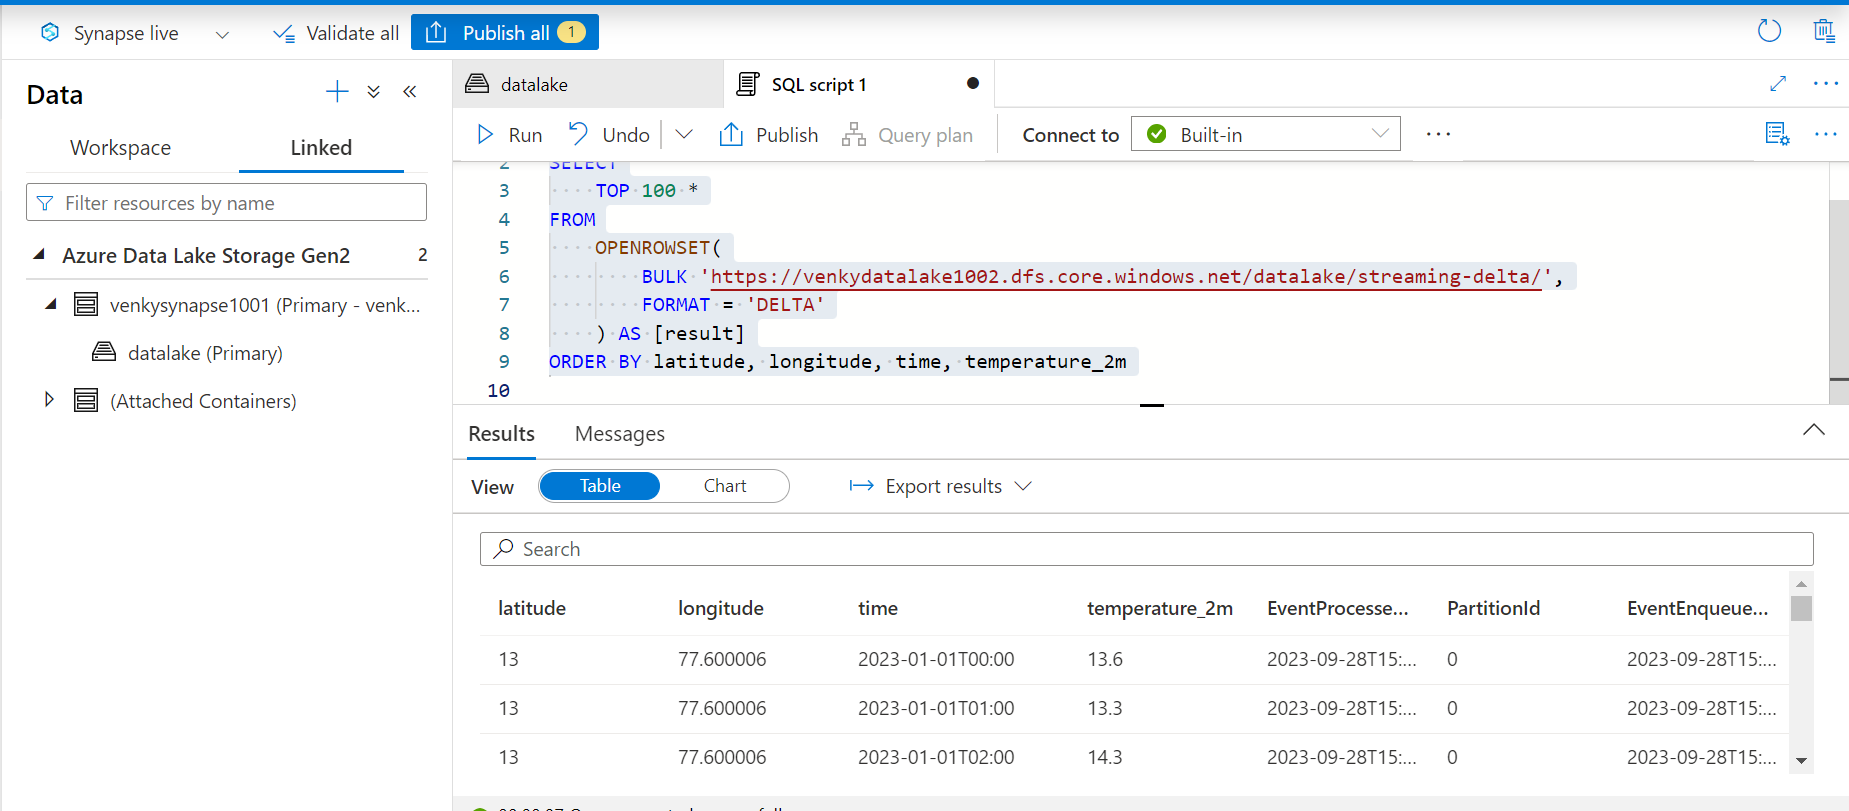 Synapse live
Validate all
Publish all 1
Data
Workspace
Linked
Filter resources by name
Azure Data Lake Storage Gen2 2
venkysynapse1001 (Primary - venk...
datalake (Primary)
(Attached Containers)
datalake
SQL script 1
Run
Undo
Publish
Query plan
Connect to
Built-in
2 SELECT
3 TOP 100 *
4 FROM
5 OPENROWSET(
6 BULK 'https://venkydatalake1002.dfs.core.windows.net/datalake/streaming-delta/',
7 FORMAT = 'DELTA'
8 ) AS [result]
9 ORDER BY latitude, longitude, time, temperature_2m
10
Results
Messages
View
Table
Chart
Export results
Search
latitude longitude time temperature_2m EventProcesse... PartitionId EventEnqueue...
13 77.600006 2023-01-01T00:00 13.6 2023-09-28T15:... 0 2023-09-28T15:...
13 77.600006 2023-01-01T01:00 13.3 2023-09-28T15:... 0 2023-09-28T15:...
13 77.600006 2023-01-01T02:00 14.3 2023-09-28T15:... 0 2023-09-28T15:...